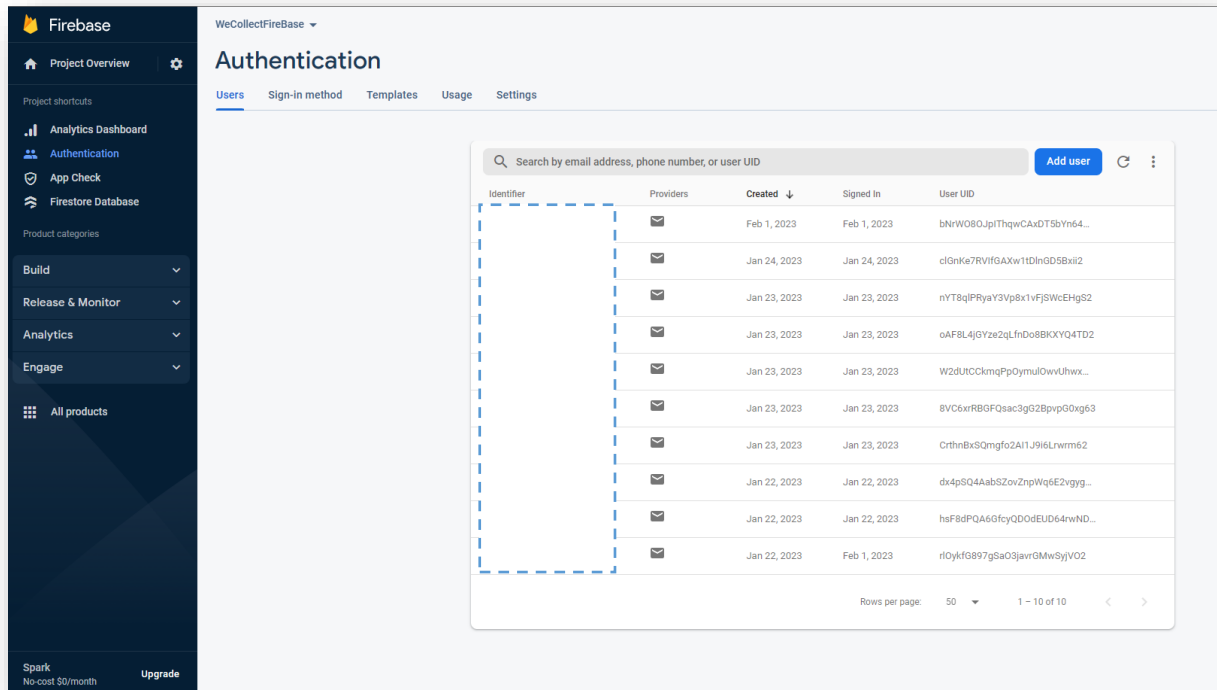 Firebase
WeCollectFireBase
Project Overview
Authentication
Users Sign-in method Templates Usage Settings
Project shortcuts
Analytics Dashboard
Authentication
App Check
Firestore Database
Product categories
Build
Release & Monitor
Analytics
Engage
All products
Spark
No-cost $0/month
Upgrade
Search by email address, phone number, or user UID
Add user
Identifier Providers Created Signed In User UID
Feb 1, 2023 Feb 1, 2023 bNrWO8OJpIThqwCAxDT5bYn64...
Jan 24, 2023 Jan 24, 2023 clGnKe7RVIfGAXw1tDlnGD5Bxii2
Jan 23, 2023 Jan 23, 2023 nYT8qlPRyaY3Vp8x1vFjSWcEHgS2
Jan 23, 2023 Jan 23, 2023 oAF8L4jGYze2qLfnDo8BKXYQ4TD2
Jan 23, 2023 Jan 23, 2023 W2dUtCCkmqPpOymulOwvUhwx...
Jan 23, 2023 Jan 23, 2023 8VC6xrRBGFQsac3gG2BpvpG0xg63
Jan 23, 2023 Jan 23, 2023 CrthnBxSQmgfo2AI1J9i6Lrwrm62
Jan 22, 2023 Jan 22, 2023 dx4pSQ4AabSZovZnpWq6E2vgyg...
Jan 22, 2023 Jan 22, 2023 hsF8dPQA6GfcyQDOdEUD64rwND...
Jan 22, 2023 Feb 1, 2023 rlOykfG897gSaO3javrGMwSyjVO2
Rows per page: 50 1 – 10 of 10